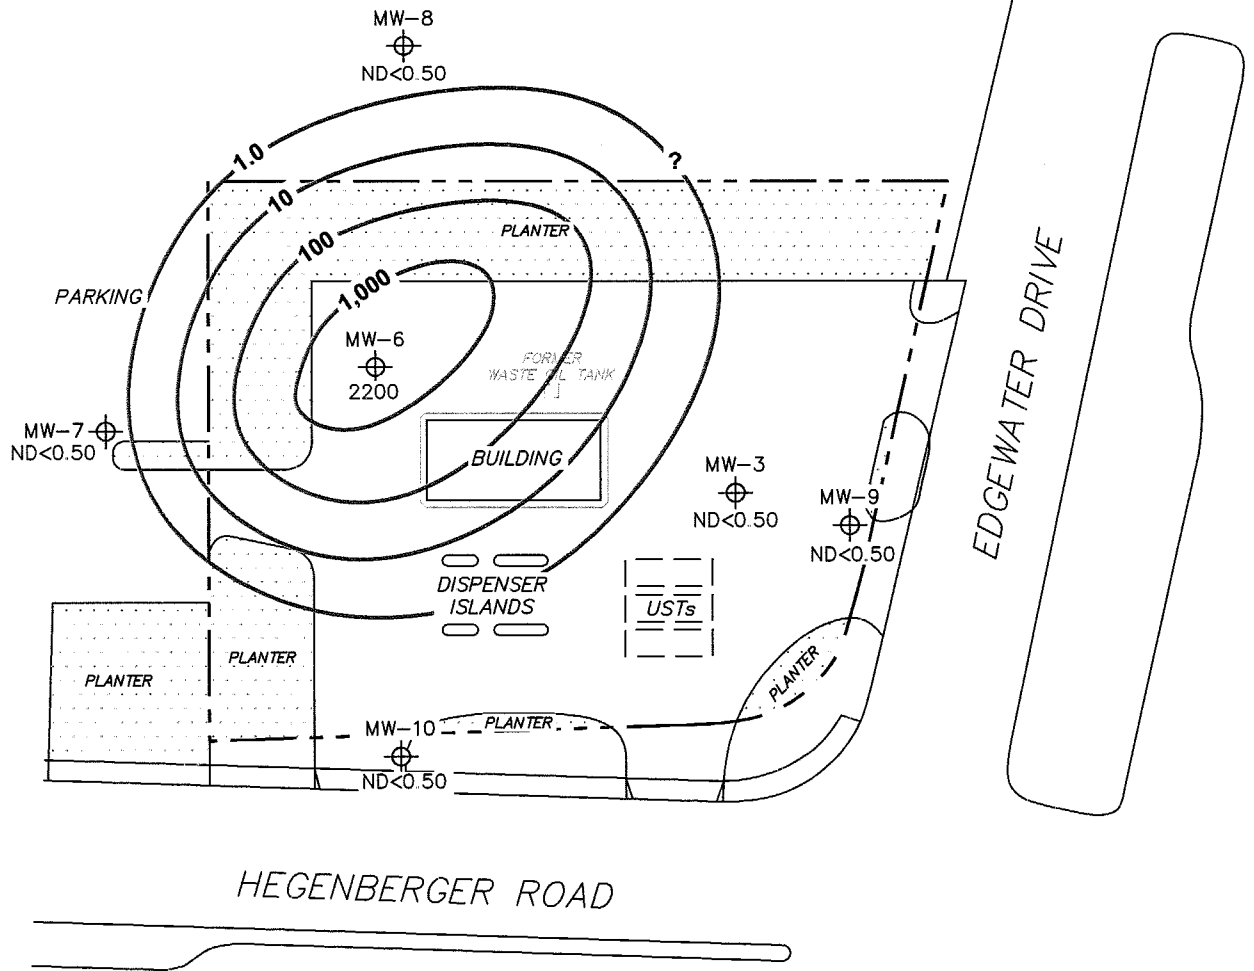 MW-8
ND<0.50
1.0
?
10
100
PLANTER
1,000
PARKING
EDGEWATER DRIVE
MW-6
2200
FORMER
WASTE OIL TANK
MW-7
ND<0.50
BUILDING
MW-3
ND<0.50
MW-9
ND<0.50
DISPENSER
ISLANDS
USTs
PLANTER
PLANTER
PLANTER
MW-10
PLANTER
ND<0.50
HEGENBERGER ROAD